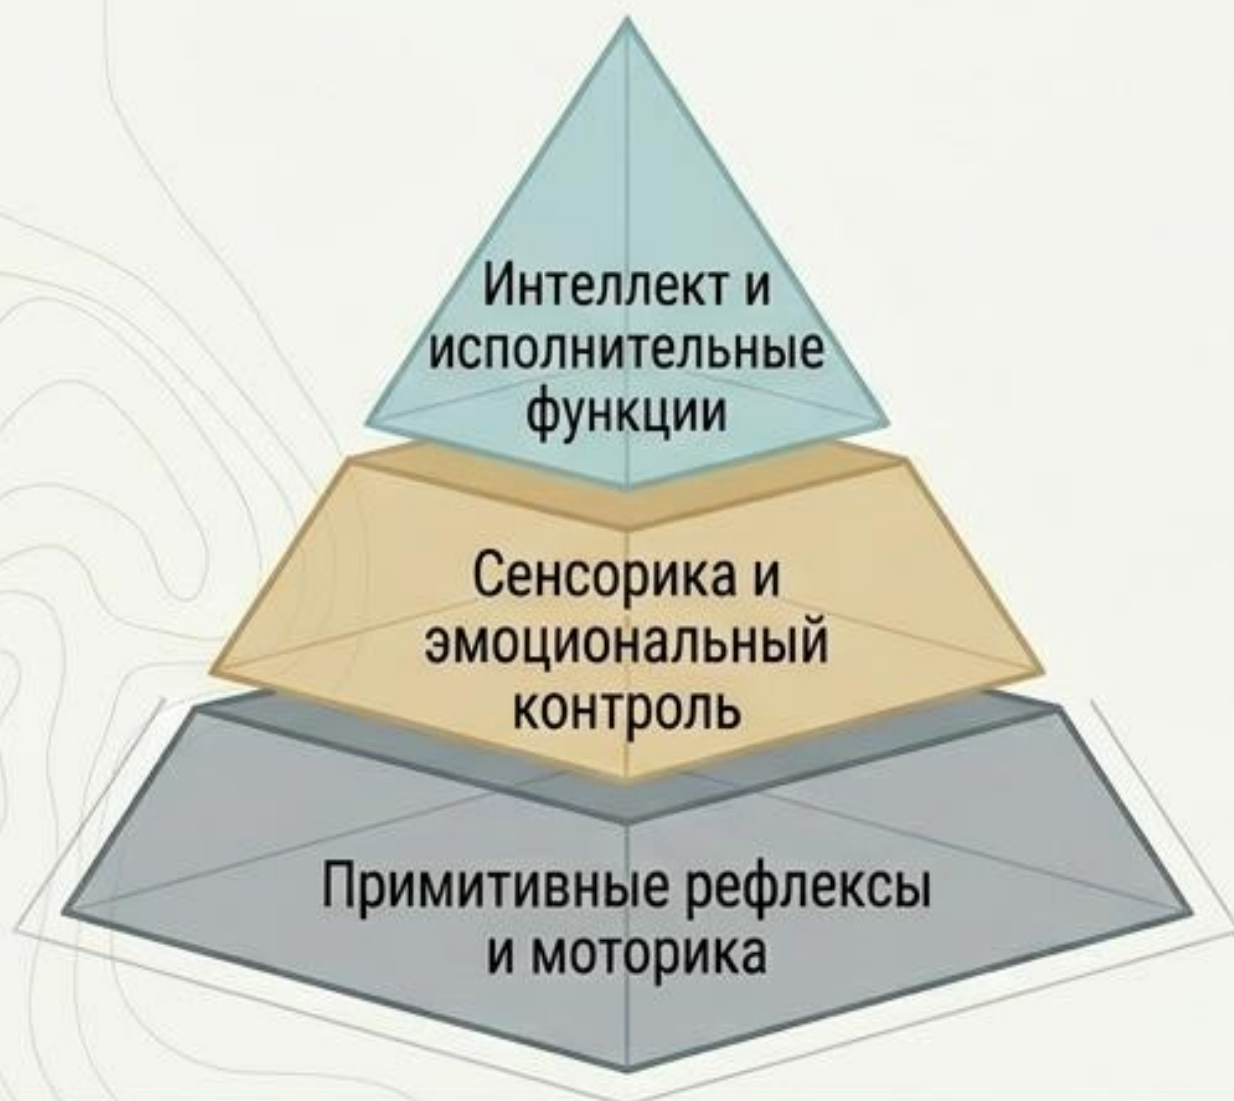 Интеллект и
исполнительные
функции
Сенсорика и
эмоциональный
контроль
Примитивные рефлексы
и моторика